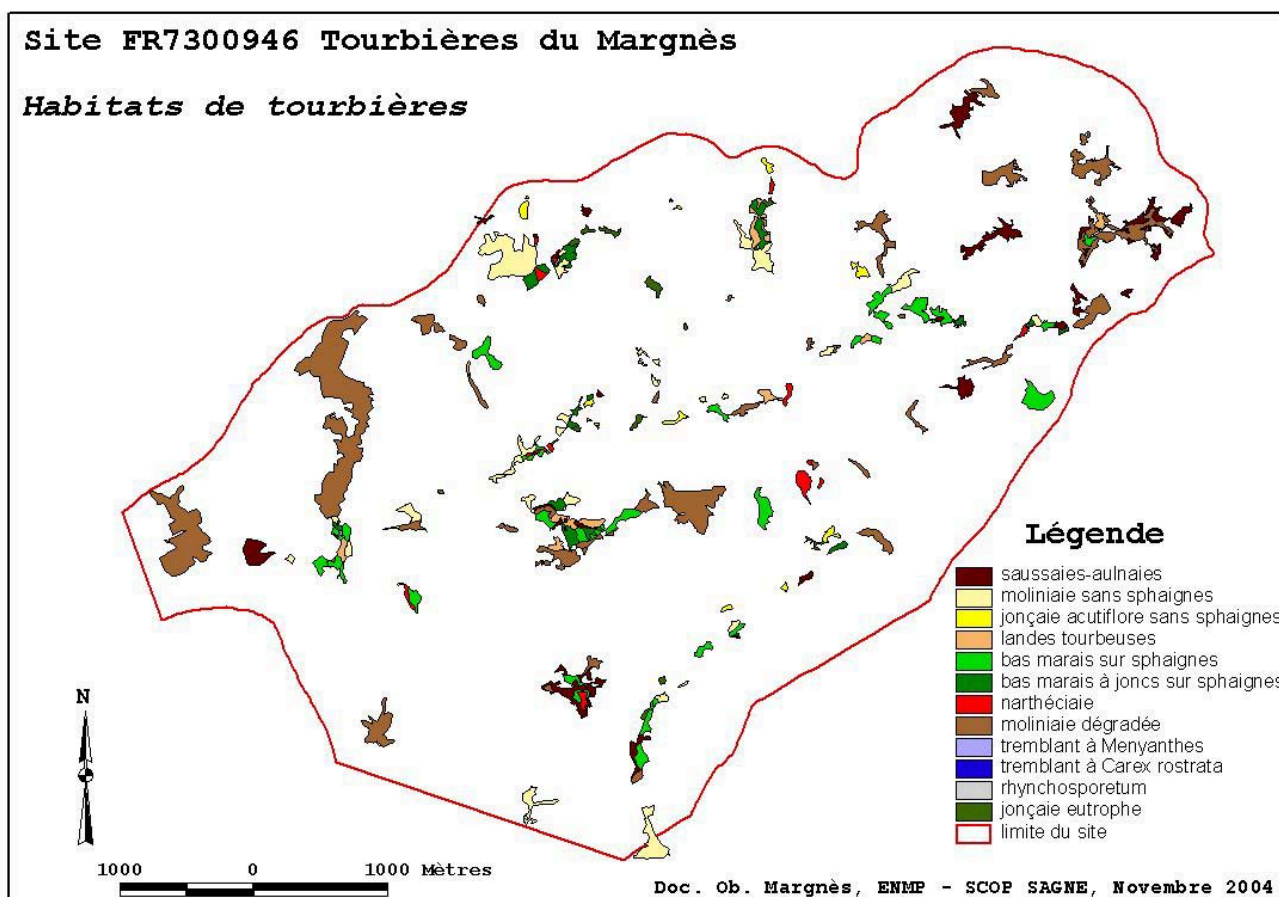 Site FR7300946 Tourbières du Margnès
Habitats de tourbières
Légende
saussaies-aulnaies
moliniaie sans sphaignes
jonçaie acutiflore sans sphaignes
landes tourbeuses
bas marais sur sphaignes
bas marais à joncs sur sphaignes
narthéciaie
moliniaie dégradée
tremblant à Menyanthes
tremblant à Carex rostrata
rhynchosporetum
jonçaie eutrophe
limite du site
N
1000 0 1000 Mètres
Doc. Ob. Margnès, ENMP - SCOP SAGNE, Novembre 2004